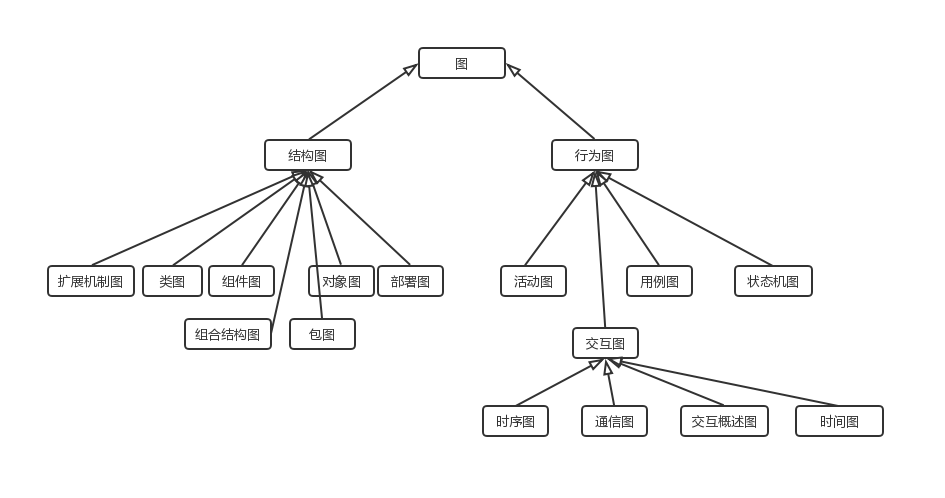 图
结构图
行为图
扩展机制图
类图
组件图
对象图
部署图
活动图
用例图
状态机图
组合结构图
包图
交互图
时序图
通信图
交互概述图
时间图